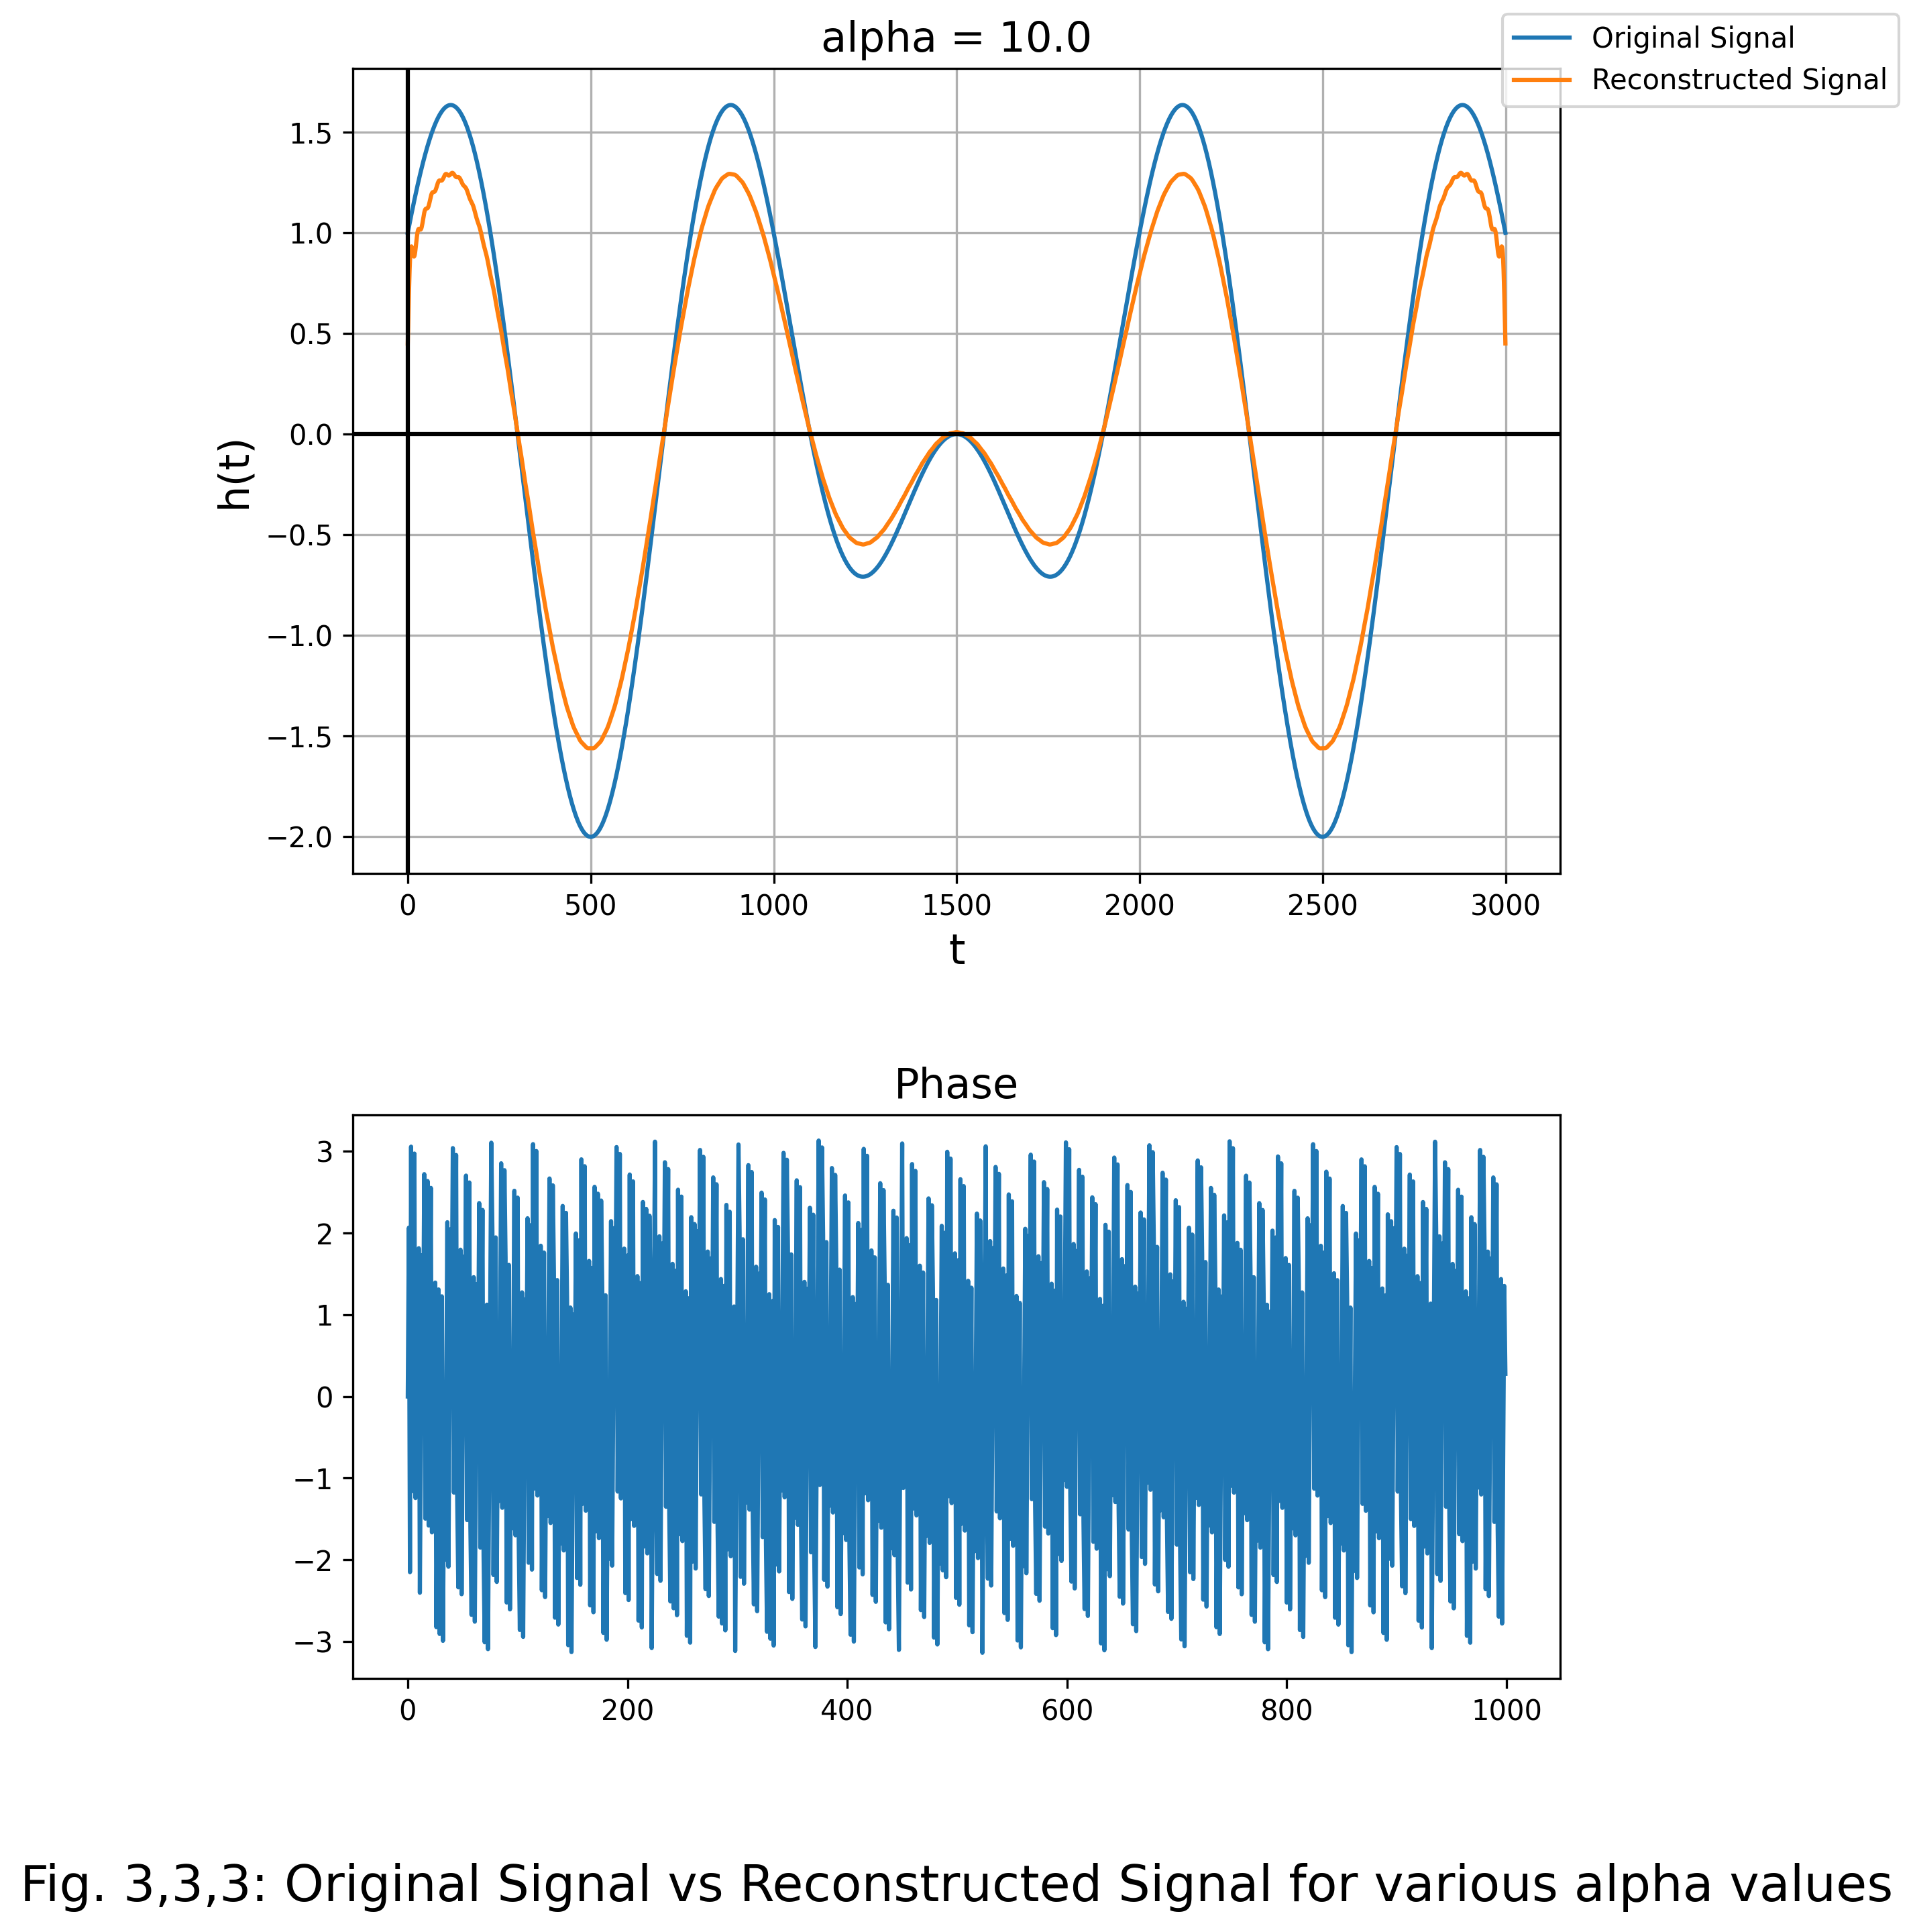 alpha = 10.0
Original Signal
Reconstructed Signal
1.5
1.0
0.5
0.0
−0.5
−1.0
−1.5
−2.0
h(t)
0 500 1000 1500 2000 2500 3000
t
Phase
3
2
1
0
−1
−2
−3
0 200 400 600 800 1000
Fig. 3,3,3: Original Signal vs Reconstructed Signal for various alpha values